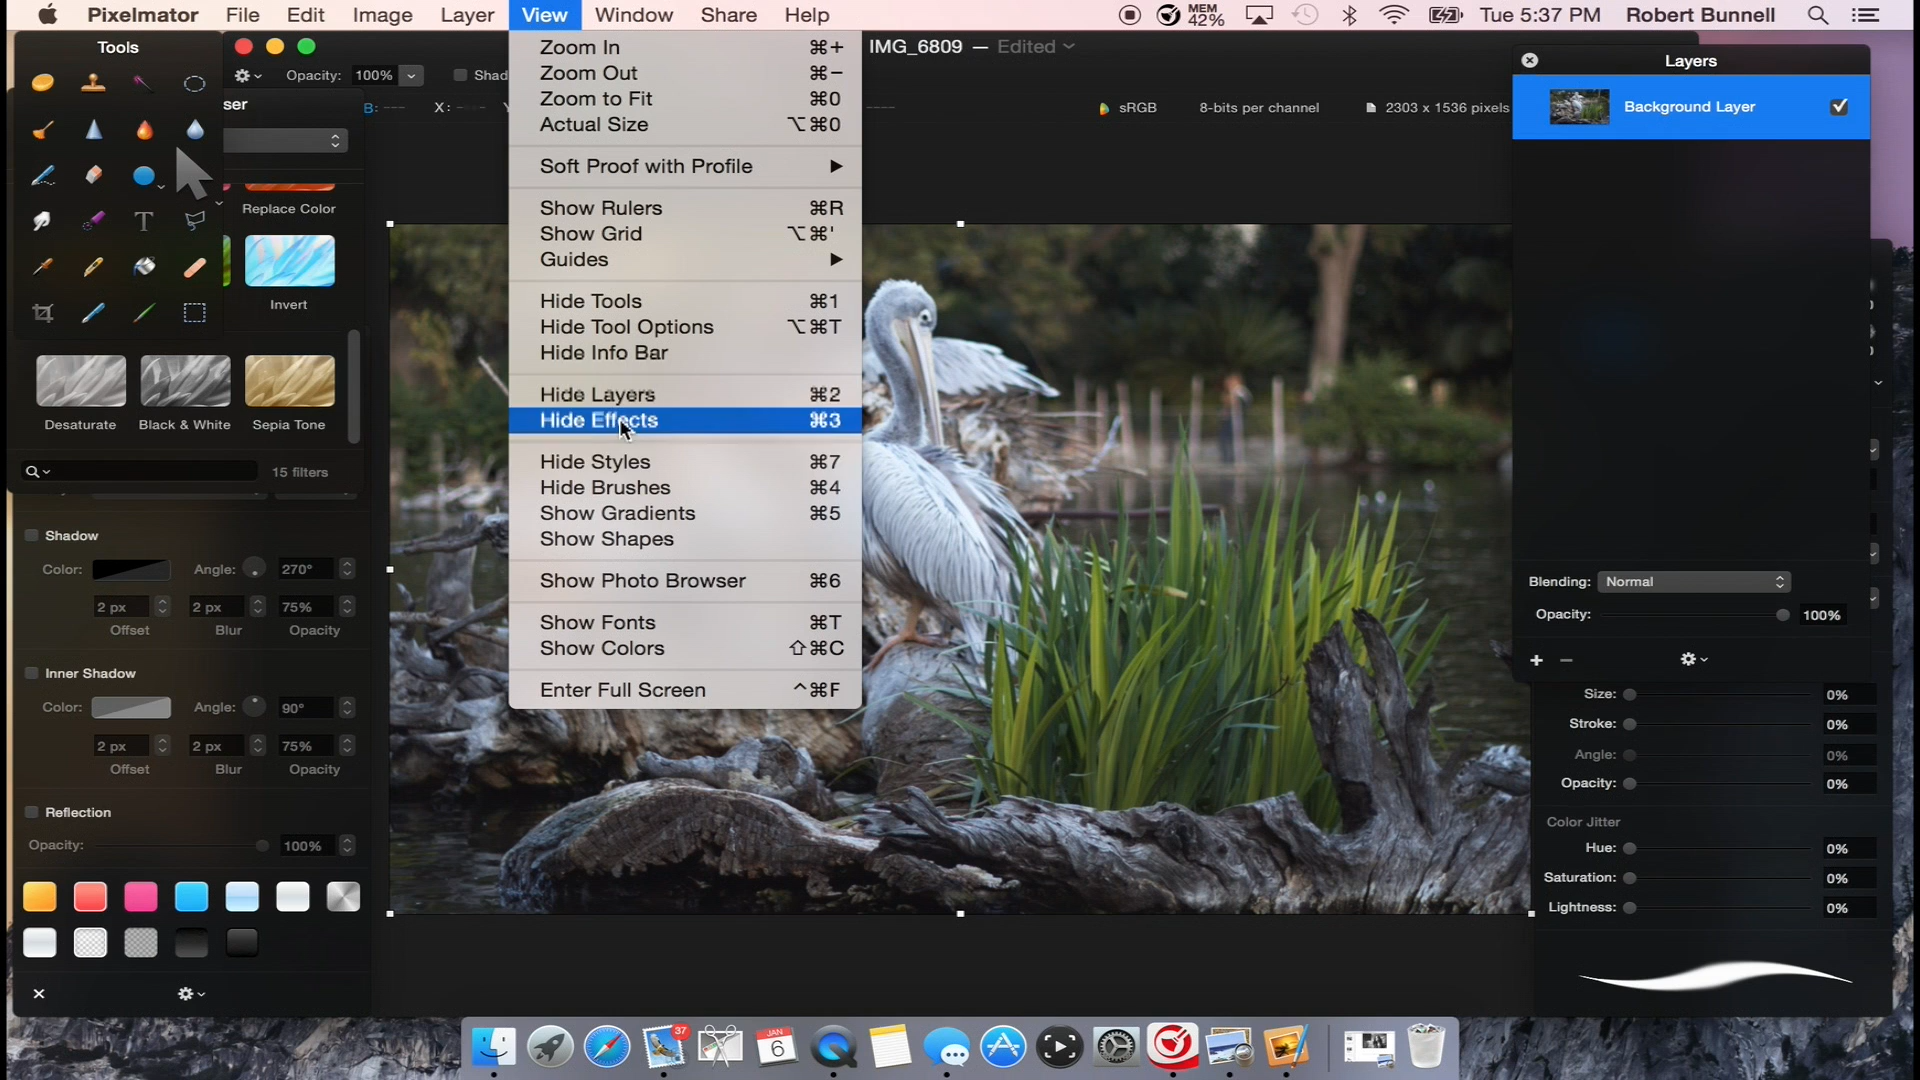 Pixelmator File Edit Image Layer View Window Share Help MEM 42% Tue 5:37 PM Robert Bunnell
Tools
IMG_6809 — Edited
Opacity: 100% Shad
ser
B: --- X: ----
sRGB 8-bits per channel 2303 x 1536 pixels
Replace Color
Invert
Desaturate Black & White Sepia Tone
15 filters
Shadow
Color: Angle: 270°
2 px 2 px 75%
Offset Blur Opacity
Inner Shadow
Color: Angle: 90°
2 px 2 px 75%
Offset Blur Opacity
Reflection
Opacity: 100%
Zoom In ⌘+
Zoom Out ⌘−
Zoom to Fit ⌘0
Actual Size ⌥⌘0
Soft Proof with Profile
Show Rulers ⌘R
Show Grid ⌥⌘'
Guides
Hide Tools ⌘1
Hide Tool Options ⌥⌘T
Hide Info Bar
Hide Layers ⌘2
Hide Effects ⌘3
Hide Styles ⌘7
Hide Brushes ⌘4
Show Gradients ⌘5
Show Shapes
Show Photo Browser ⌘6
Show Fonts ⌘T
Show Colors ⇧⌘C
Enter Full Screen ^⌘F
Layers
Background Layer
Blending: Normal
Opacity: 100%
Size: 0%
Stroke: 0%
Angle: 0%
Opacity: 0%
Color Jitter
Hue: 0%
Saturation: 0%
Lightness: 0%
37
JAN
6